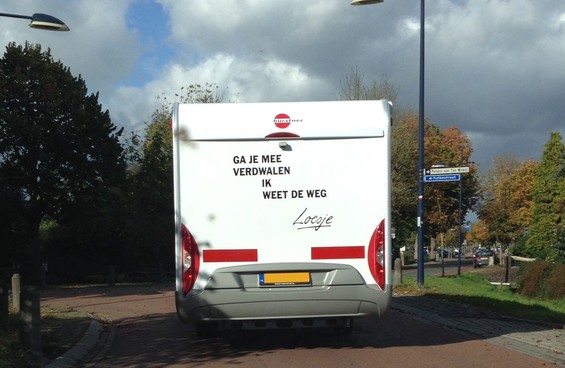 GA JE MEE
VERDWALEN
IK
WEET DE WEG
Loesje